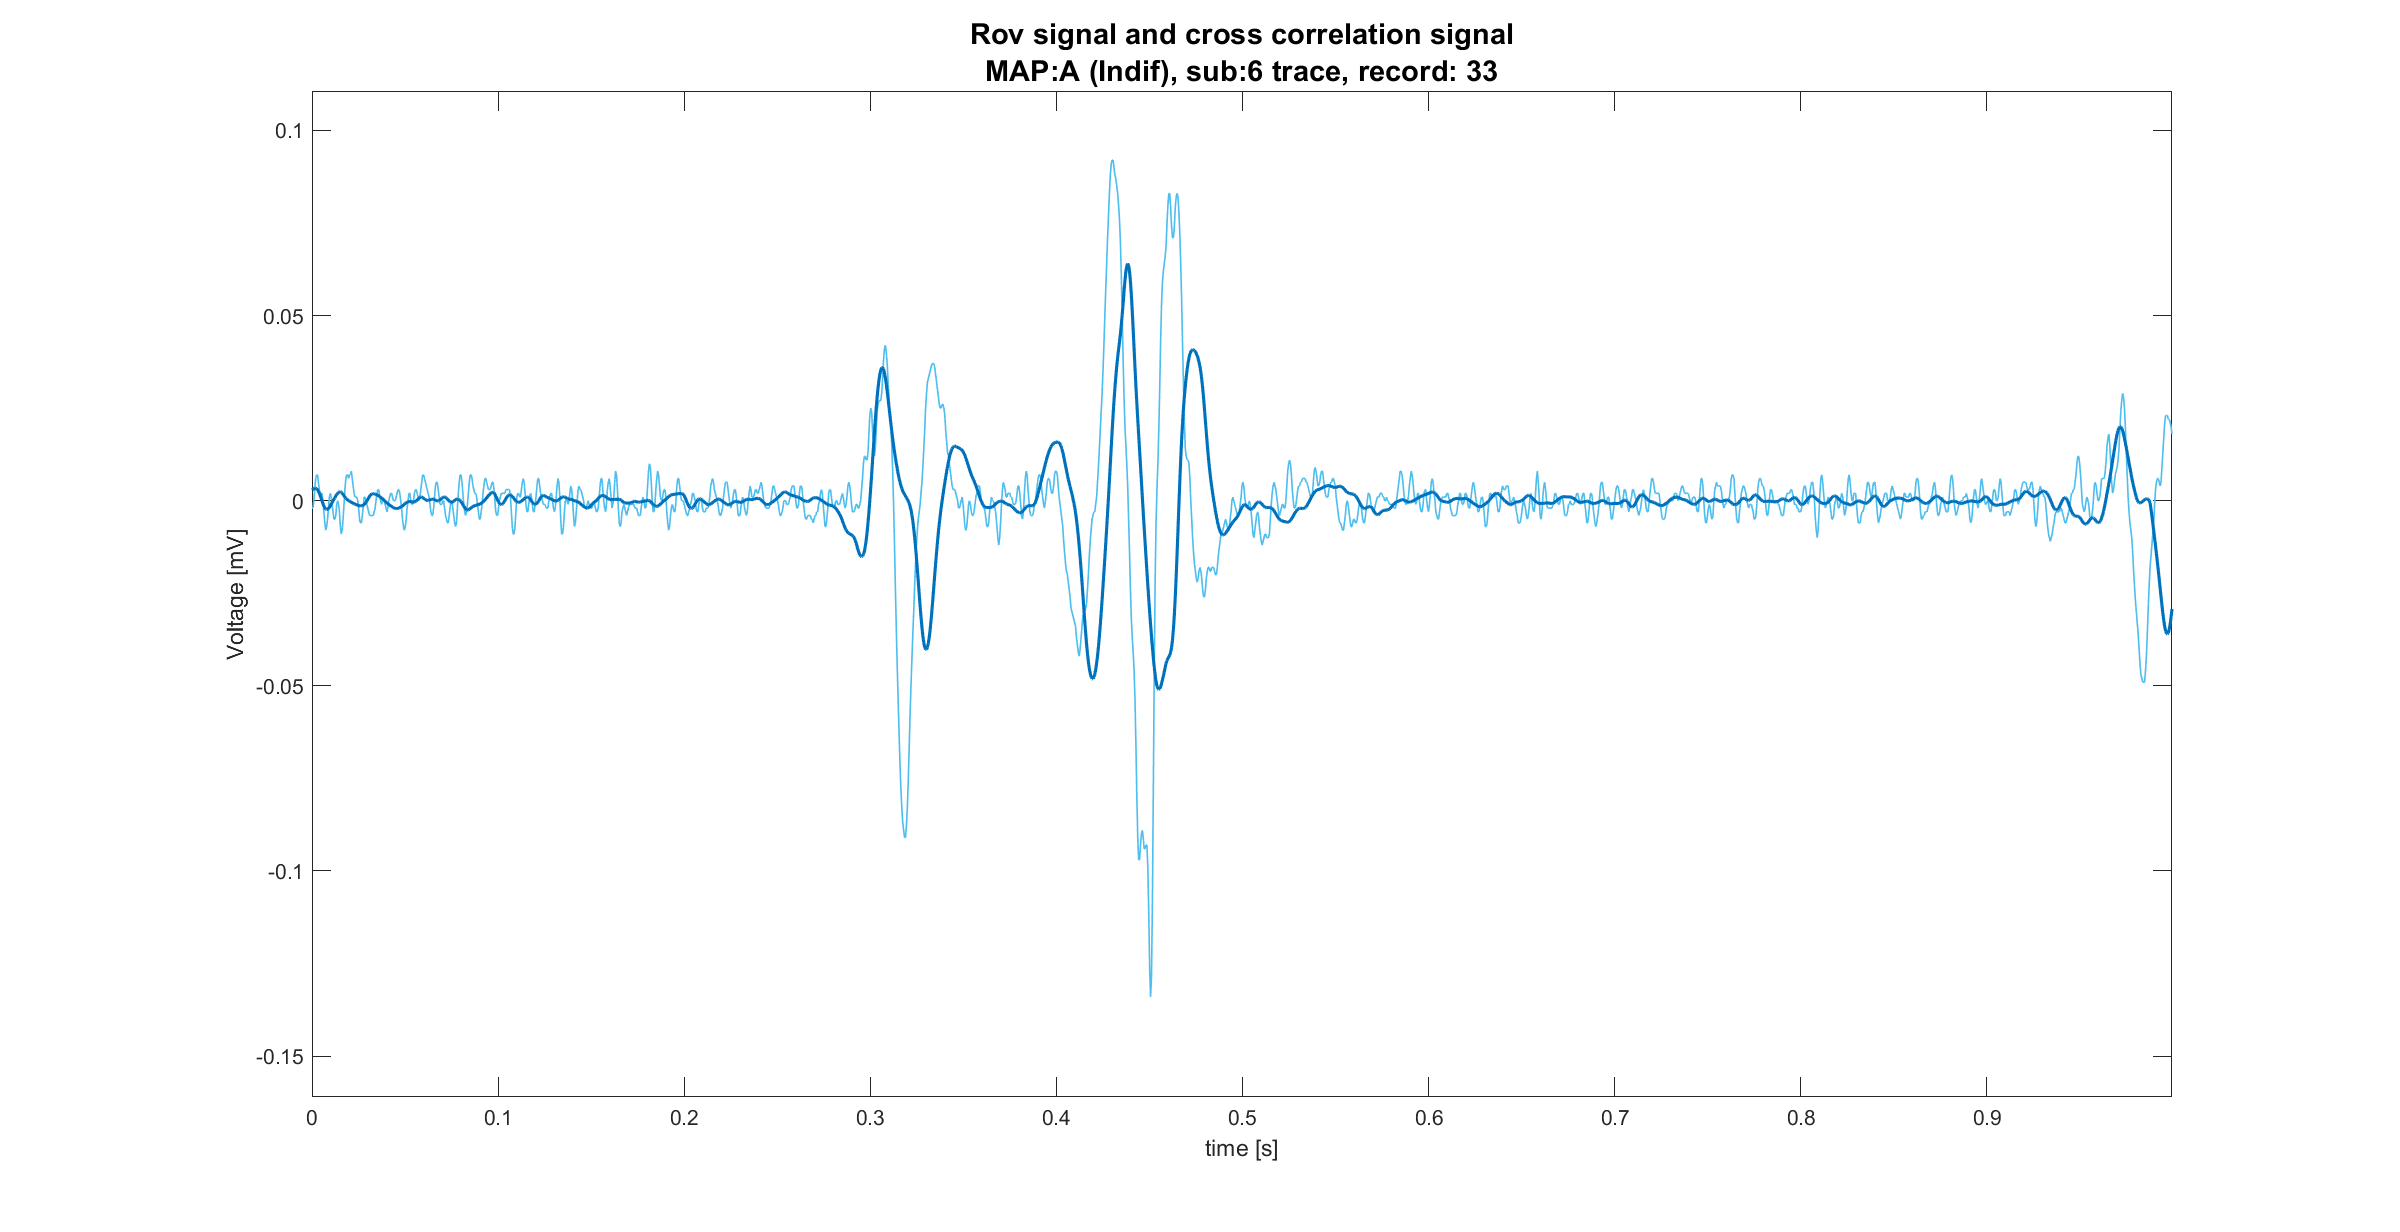 Rov signal and cross correlation signal
MAP:A (Indif), sub:6 trace, record: 33
0.1
0.05
0
-0.05
-0.1
-0.15
Voltage [mV]
0 0.1 0.2 0.3 0.4 0.5 0.6 0.7 0.8 0.9
time [s]